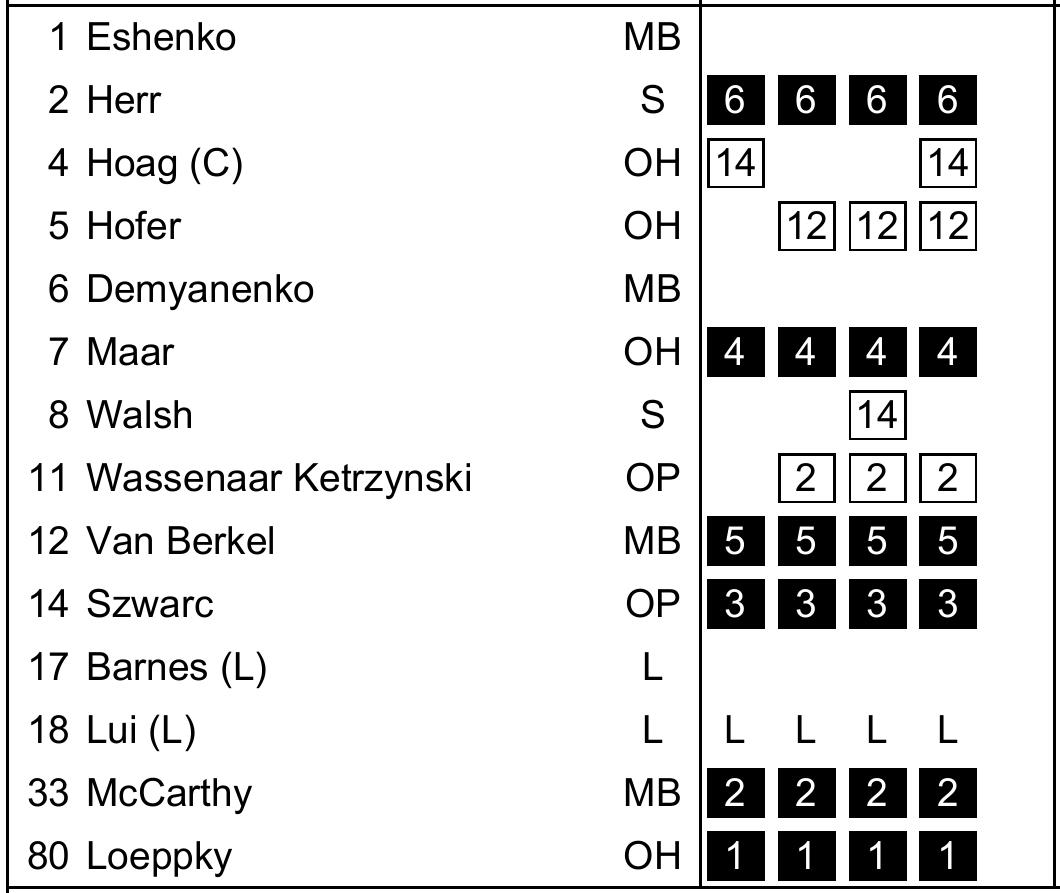 1 Eshenko MB
2 Herr S 6 6 6 6
4 Hoag (C) OH 14 14
5 Hofer OH 12 12 12
6 Demyanenko MB
7 Maar OH 4 4 4 4
8 Walsh S 14
11 Wassenaar Ketrzynski OP 2 2 2
12 Van Berkel MB 5 5 5 5
14 Szwarc OP 3 3 3 3
17 Barnes (L) L
18 Lui (L) L L L L L
33 McCarthy MB 2 2 2 2
80 Loeppky OH 1 1 1 1